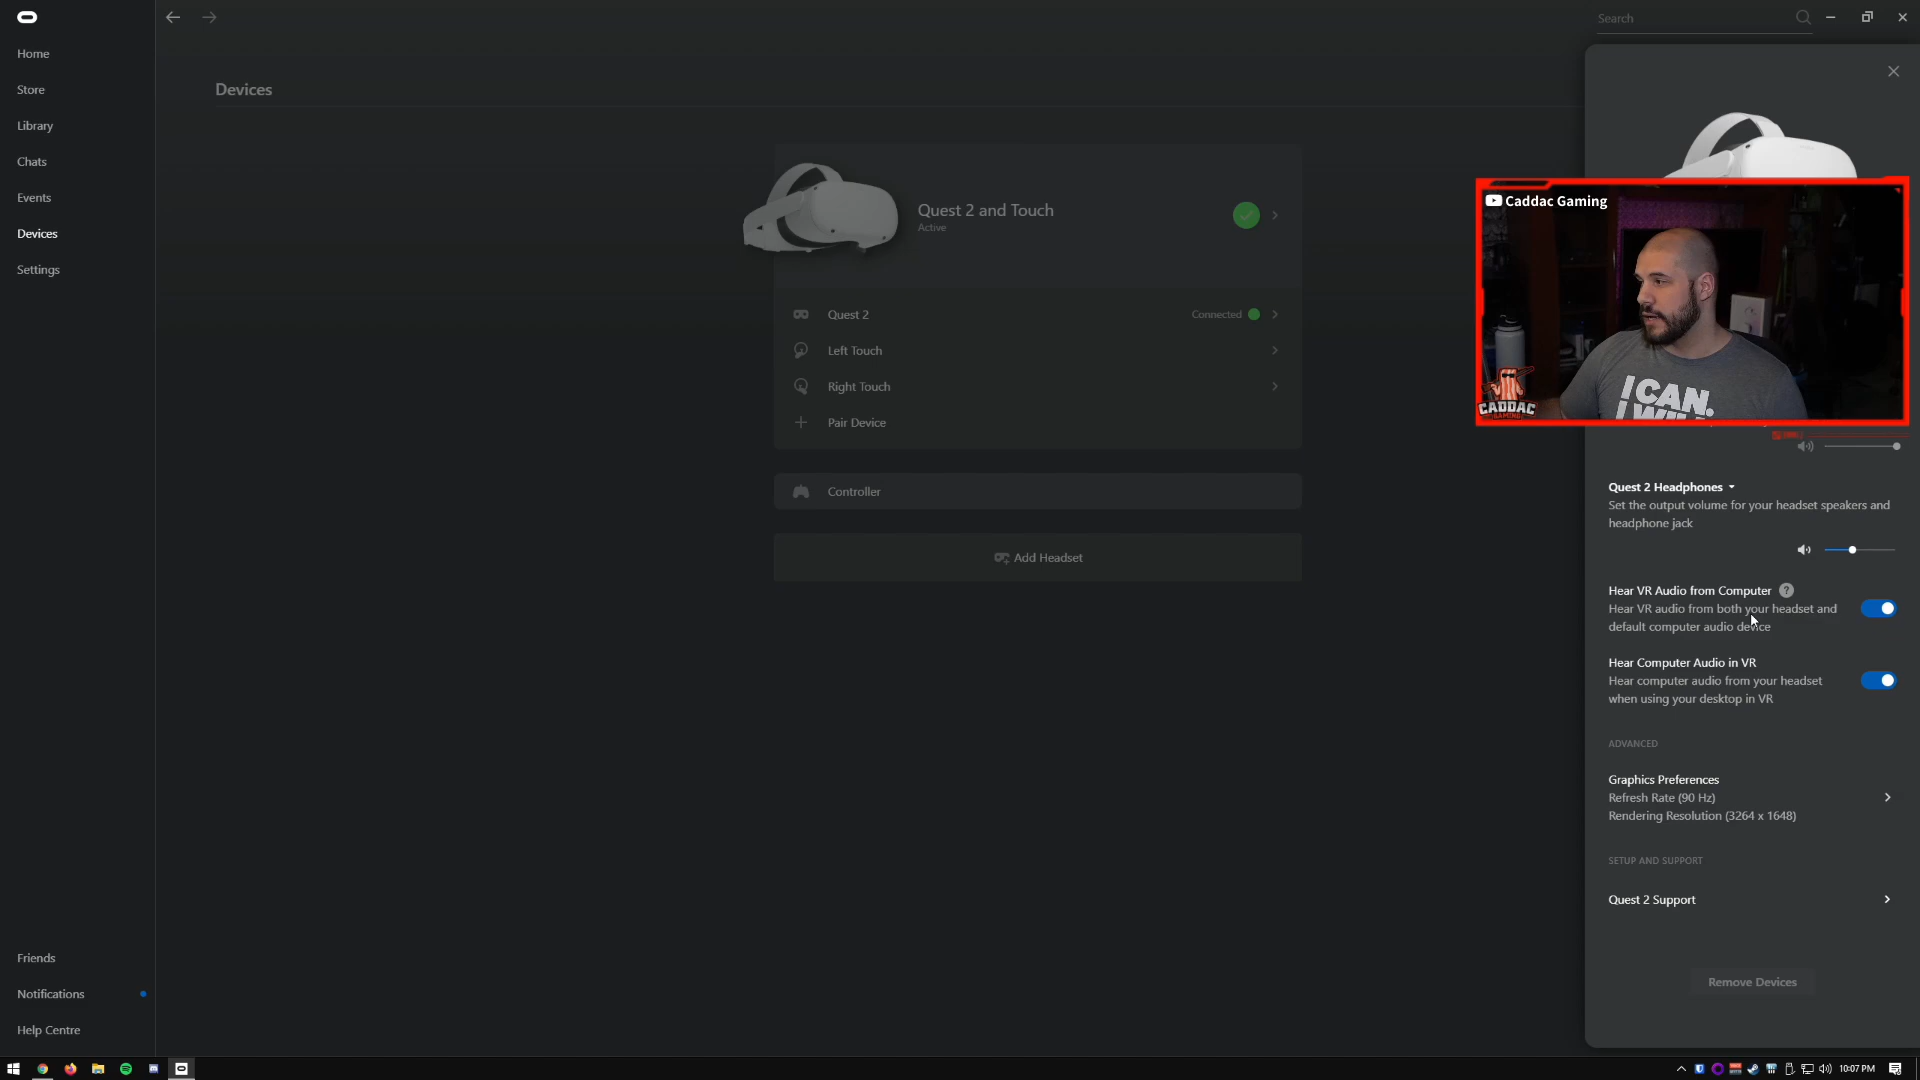 Search
Home
Store
Library
Chats
Events
Devices
Settings
Friends
Notifications
Help Centre
Devices
Quest 2 and Touch
Active
Quest 2
Connected
Left Touch
Right Touch
Pair Device
Controller
Add Headset
Caddac Gaming
I CAN.
CADDAC
GAMING
Quest 2 Headphones
Set the output volume for your headset speakers and
headphone jack
Hear VR Audio from Computer ?
Hear VR audio from both your headset and
default computer audio device
Hear Computer Audio in VR
Hear computer audio from your headset
when using your desktop in VR
ADVANCED
Graphics Preferences
Refresh Rate (90 Hz)
Rendering Resolution (3264 x 1648)
SETUP AND SUPPORT
Quest 2 Support
Remove Devices
10:07 PM